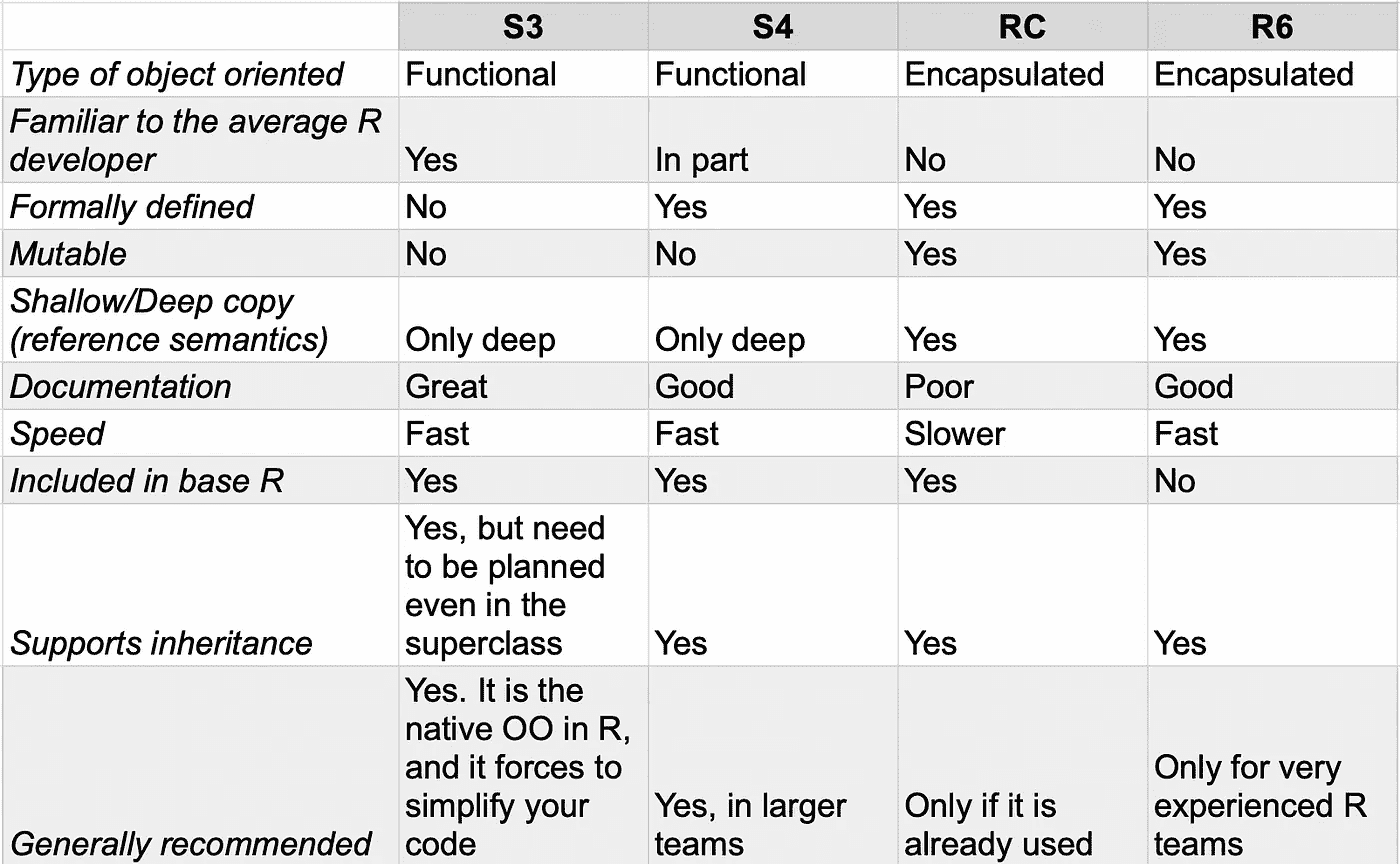 S3 S4 RC R6
Type of object oriented Functional Functional Encapsulated Encapsulated
Familiar to the average R
developer Yes In part No No
Formally defined No Yes Yes Yes
Mutable No No Yes Yes
Shallow/Deep copy
(reference semantics) Only deep Only deep Yes Yes
Documentation Great Good Poor Good
Speed Fast Fast Slower Fast
Included in base R Yes Yes Yes No
Yes, but need
to be planned
even in the
Supports inheritance superclass Yes Yes Yes
Yes. It is the
native OO in R,
and it forces to Only for very
simplify your Yes, in larger Only if it is experienced R
Generally recommended code teams already used teams